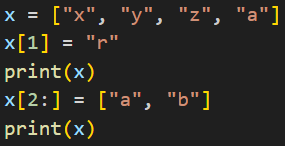 x = ["x", "y", "z", "a"]
x[1] = "r"
print(x)
x[2:] = ["a", "b"]
print(x)